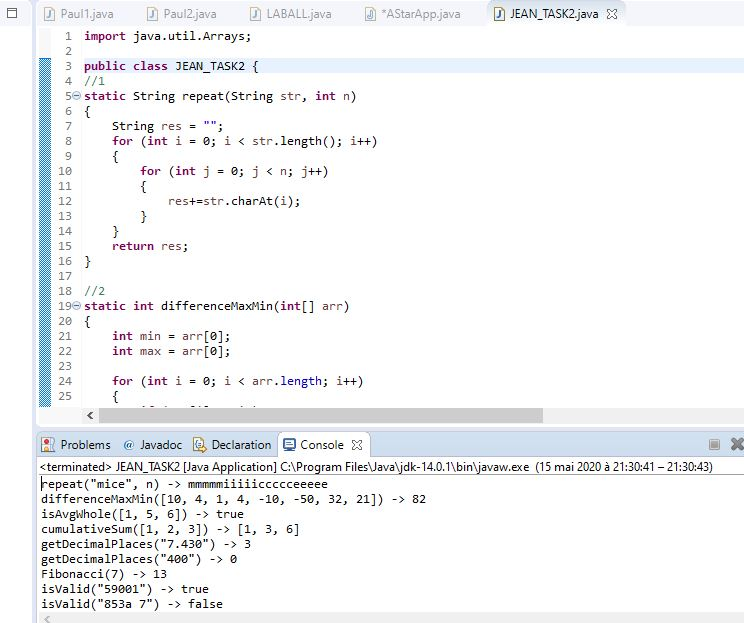 Paul1.java Paul2.java LABALL.java *AStarApp.java JEAN_TASK2.java
1 import java.util.Arrays;
2
3 public class JEAN_TASK2 {
4 //1
5 static String repeat(String str, int n)
6 {
7 String res = "";
8 for (int i = 0; i < str.length(); i++)
9 {
10 for (int j = 0; j < n; j++)
11 {
12 res+=str.charAt(i);
13 }
14 }
15 return res;
16 }
17
18 //2
19 static int differenceMaxMin(int[] arr)
20 {
21 int min = arr[0];
22 int max = arr[0];
23
24 for (int i = 0; i < arr.length; i++)
25 {
Problems @ Javadoc Declaration Console
<terminated> JEAN_TASK2 [Java Application] C:\Program Files\Java\jdk-14.0.1\bin\javaw.exe (15 mai 2020 à 21:30:41 – 21:30:43)
repeat("mice", n) -> mmmmmiiiiiccccceeeee
differenceMaxMin([10, 4, 1, 4, -10, -50, 32, 21]) -> 82
isAvgWhole([1, 5, 6]) -> true
cumulativeSum([1, 2, 3]) -> [1, 3, 6]
getDecimalPlaces("7.430") -> 3
getDecimalPlaces("400") -> 0
Fibonacci(7) -> 13
isValid("59001") -> true
isValid("853a 7") -> false